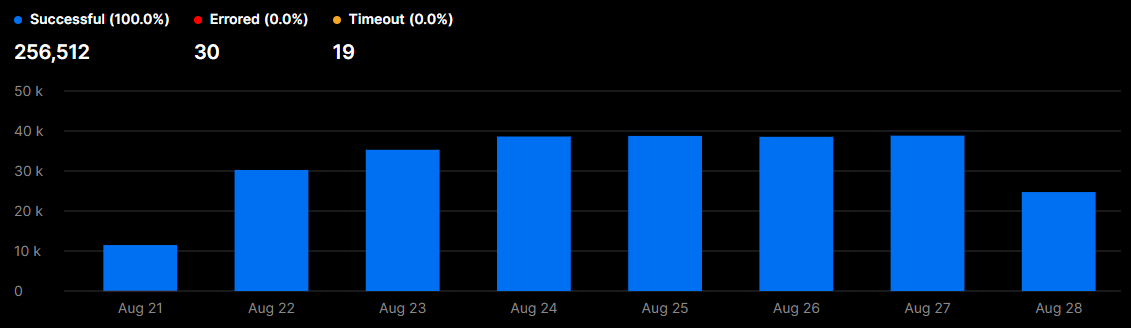 Successful (100.0%) Errored (0.0%) Timeout (0.0%)
256,512 30 19
50 k
40 k
30 k
20 k
10 k
0
Aug 21 Aug 22 Aug 23 Aug 24 Aug 25 Aug 26 Aug 27 Aug 28